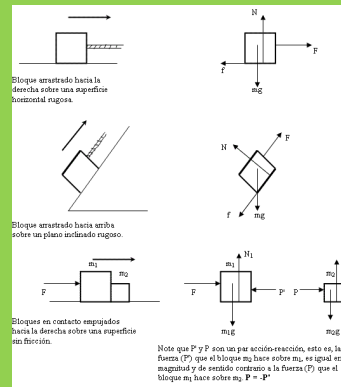 N
F
f
mg
Bloque arrastrado hacia la
derecha sobre una superficie
horizontal rugosa.
N
F
f
mg
Bloque arrastrado hacia arriba
sobre un plano inclinado rugoso.
m₁
m₂
F
N₁
m₁
F
P'
P
m₂
m₁g
m₂g
Bloques en contacto empujados
hacia la derecha sobre una superficie
sin fricción.
Note que P' y P son un par acción-reacción, esto es, la
fuerza (P') que el bloque m₂ hace sobre m₁, es igual en
magnitud y de sentido contrario a la fuerza (P) que el
bloque m₁ hace sobre m₂. P = -P'